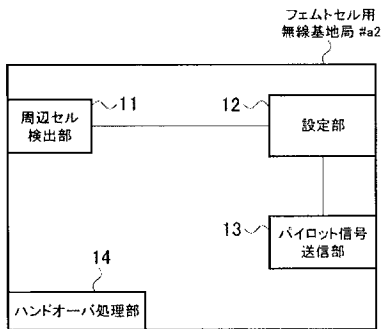 フェムトセル用
無線基地局 #a2
11
周辺セル
検出部
12
設定部
13
パイロット信号
送信部
14
ハンドオーバ処理部